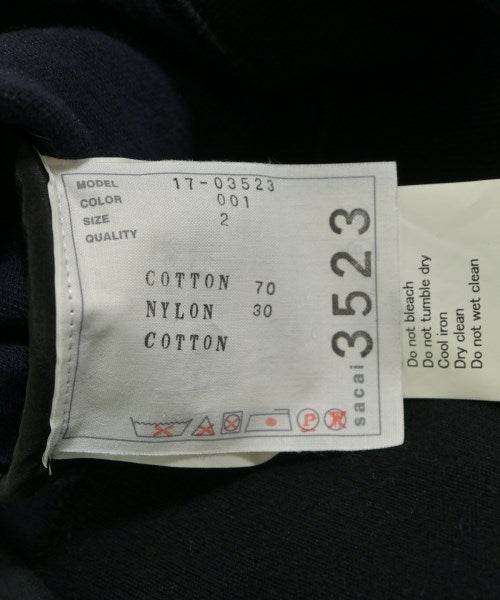 MODEL 17-03523
COLOR 001
SIZE 2
QUALITY
COTTON 70
NYLON 30
COTTON
P
W
sacai 3523
Do not bleach
Do not tumble dry
Cool iron
Dry clean
Do not wet clean